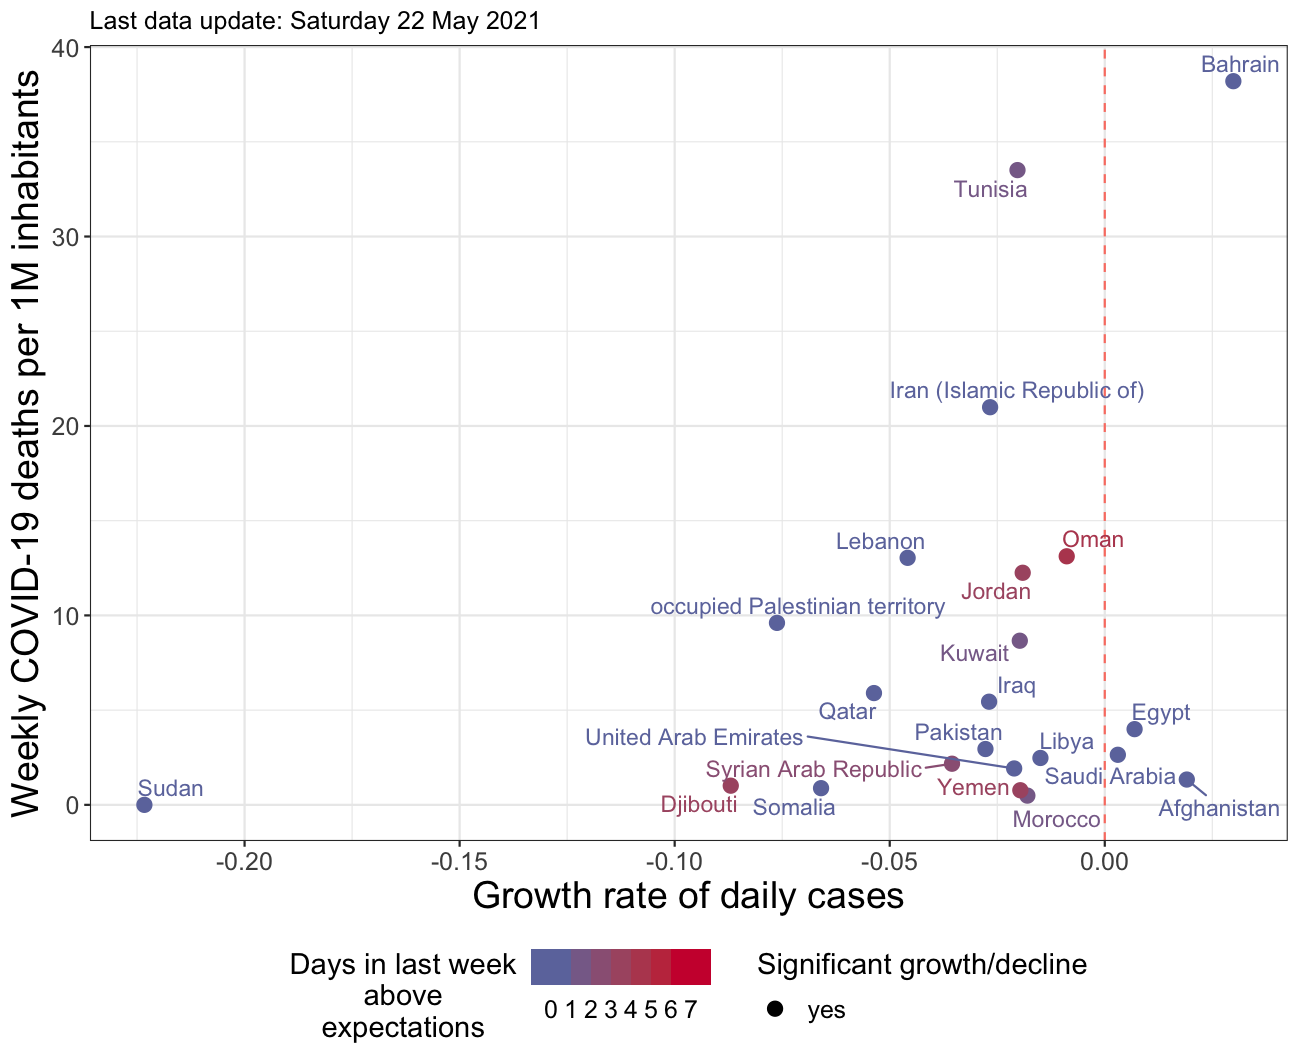 Last data update: Saturday 22 May 2021
Weekly COVID-19 deaths per 1M inhabitants
40
30
20
10
0
Bahrain
Tunisia
Iran (Islamic Republic of)
Lebanon
Oman
Jordan
occupied Palestinian territory
Kuwait
Iraq
Qatar
Egypt
United Arab Emirates
Pakistan
Libya
Syrian Arab Republic
Saudi Arabia
Sudan
Yemen
Djibouti
Somalia
Afghanistan
Morocco
-0.20 -0.15 -0.10 -0.05 0.00
Growth rate of daily cases
Days in last week
above
expectations
0 1 2 3 4 5 6 7
Significant growth/decline
yes